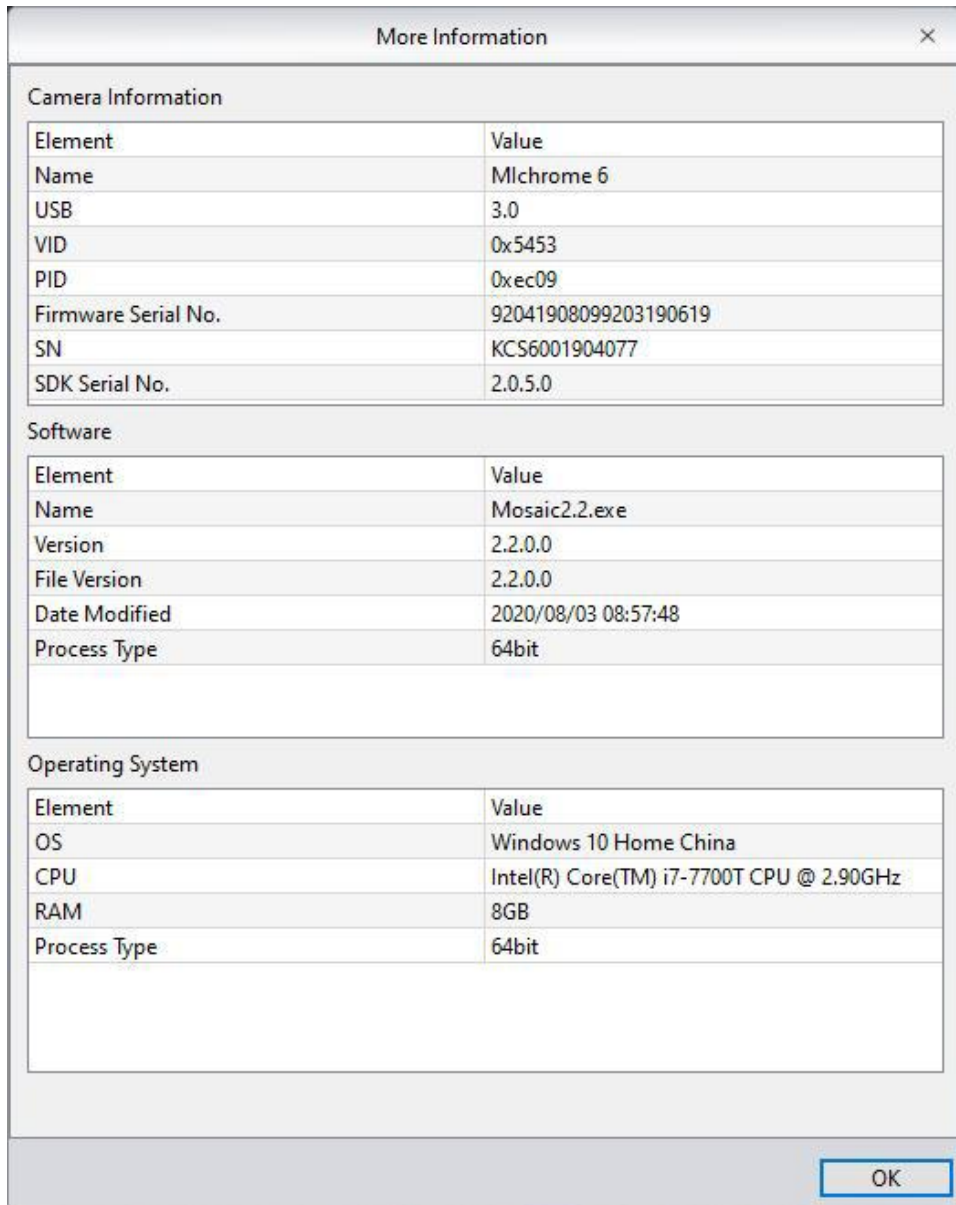 More Information
Camera Information
Element Value
Name MIchrome 6
USB 3.0
VID 0x5453
PID 0xec09
Firmware Serial No. 92041908099203190619
SN KCS6001904077
SDK Serial No. 2.0.5.0
Software
Element Value
Name Mosaic2.2.exe
Version 2.2.0.0
File Version 2.2.0.0
Date Modified 2020/08/03 08:57:48
Process Type 64bit
Operating System
Element Value
OS Windows 10 Home China
CPU Intel(R) Core(TM) i7-7700T CPU @ 2.90GHz
RAM 8GB
Process Type 64bit
OK